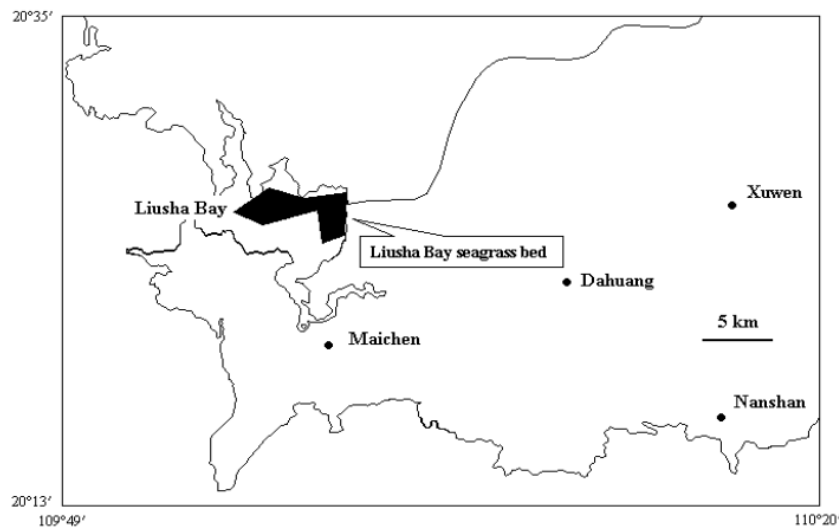 20°35′
Xuwen
Liusha Bay
Liusha Bay seagrass bed
Dahuang
5 km
Maichen
Nanshan
20°13′
109°49′
110°20′